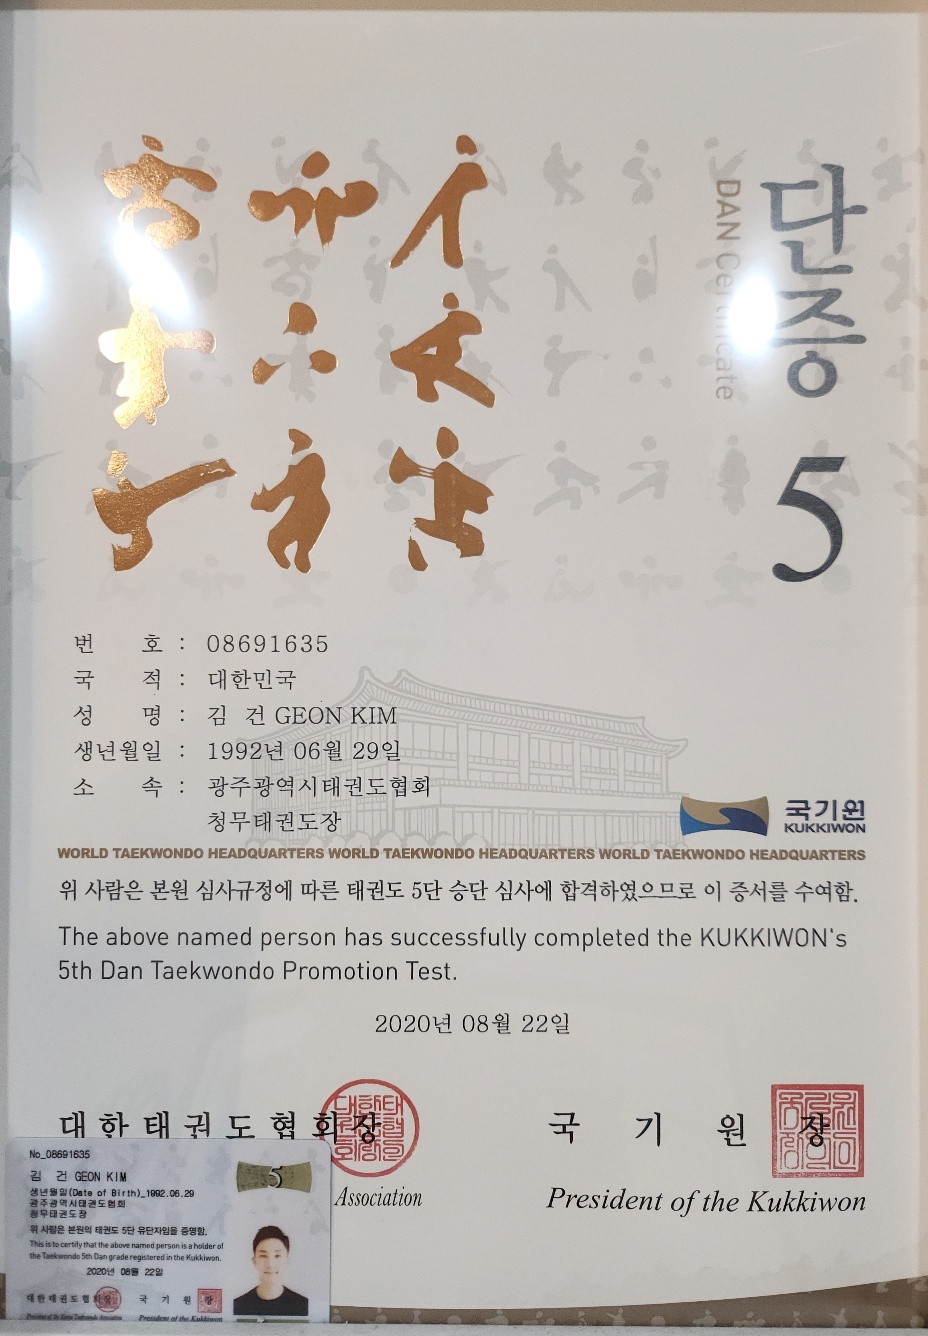 단증
DAN Certificate
5
번 호 : 08691635
국 적 : 대한민국
성 명 : 김 건 GEON KIM
생년월일 : 1992년 06월 29일
소 속 : 광주광역시태권도협회
청무태권도장
국기원
KUKKIWON
WORLD TAEKWONDO HEADQUARTERS WORLD TAEKWONDO HEADQUARTERS WORLD TAEKWONDO HEADQUARTERS
위 사람은 본원 심사규정에 따른 태권도 5단 승단 심사에 합격하였으므로 이 증서를 수여함.
The above named person has successfully completed the KUKKIWON's
5th Dan Taekwondo Promotion Test.
2020년 08월 22일
대한태권도협회장
국 기 원 장
Association
President of the Kukkiwon
No_08691635
5
김 건 GEON KIM
생년월일(Date of Birth)_1992.06.29
광주광역시태권도협회
청무태권도장
위 사람은 본원의 태권도 5단 유단자임을 증명함.
This is to certify that the above named person is a holder of
the Taekwondo 5th Dan grade registered in the Kukkiwon.
2020년 08월 22일
대한태권도협회장
국 기 원 장
President of the Kukkiwon